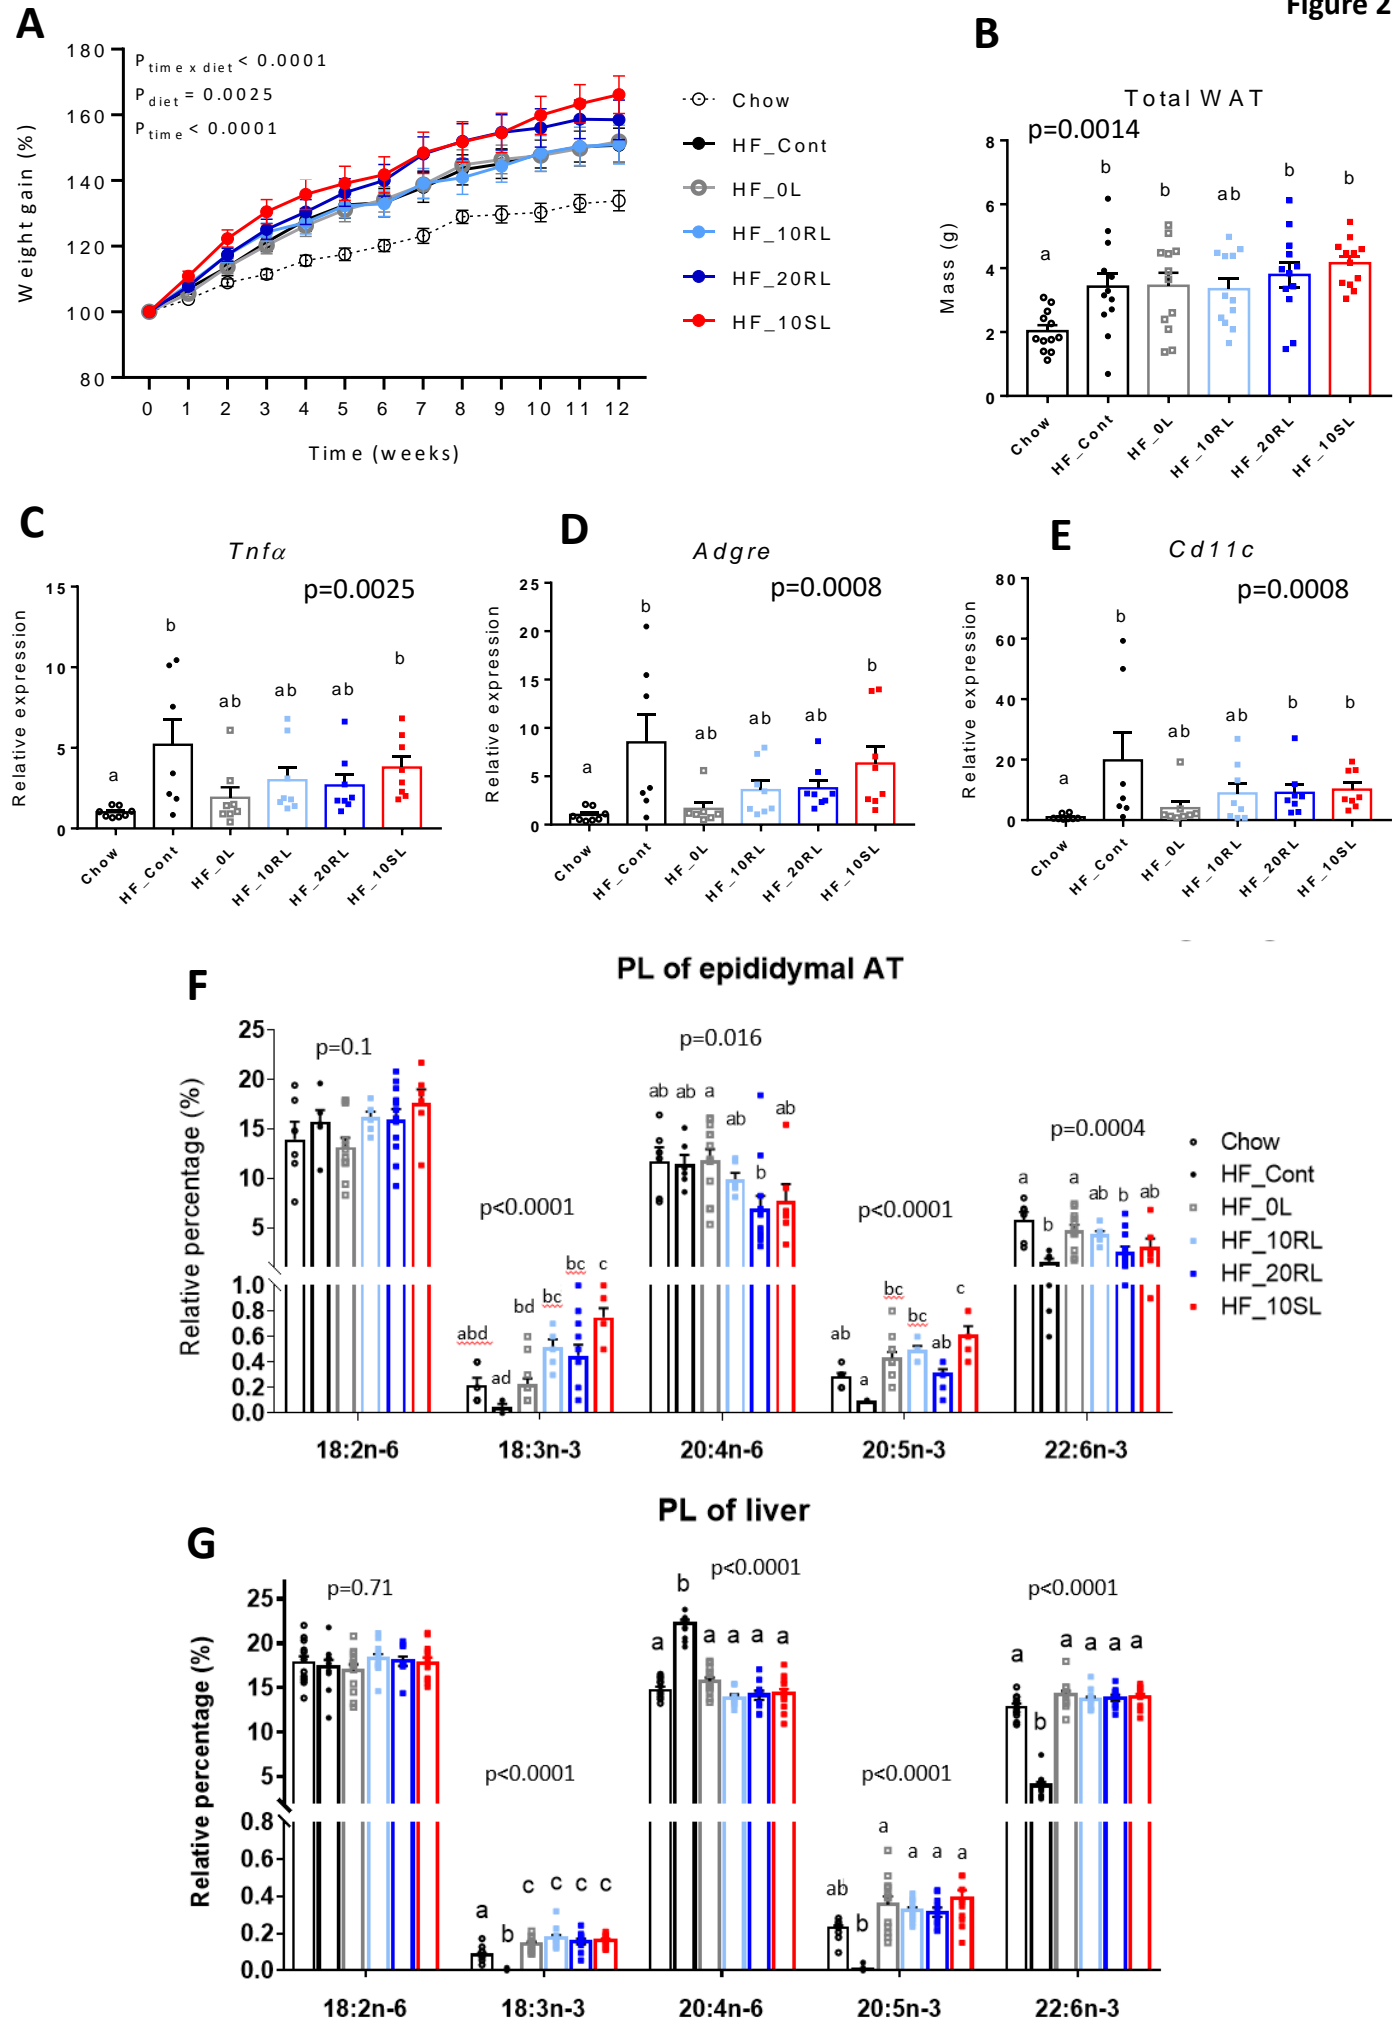 Figure 2
A
180
160
140
120
100
80
Weight gain (%)
P time x diet < 0.0001
P diet = 0.0025
P time < 0.0001
0 1 2 3 4 5 6 7 8 9 10 11 12
Time (weeks)
Chow
HF_Cont
HF_0L
HF_10RL
HF_20RL
HF_10SL
B
Total WAT
p=0.0014
Mass (g)
8
6
4
2
0
a b b ab b b
Chow HF_Cont HF_0L HF_10RL HF_20RL HF_10SL
C
Tnfα
p=0.0025
Relative expression
15
10
5
0
a b ab ab ab b
Chow HF_Cont HF_0L HF_10RL HF_20RL HF_10SL
D
Adgre
p=0.0008
Relative expression
25
20
15
10
5
0
a b ab ab ab b
Chow HF_Cont HF_0L HF_10RL HF_20RL HF_10SL
E
Cd11c
p=0.0008
Relative expression
80
60
40
20
0
a b ab ab b b
Chow HF_Cont HF_0L HF_10RL HF_20RL HF_10SL
F
PL of epididymal AT
Relative percentage (%)
25
20
15
10
5
1.0
0.8
0.6
0.4
0.2
0.0
p=0.1
p<0.0001
abd ad bd bc bc c
p=0.016
ab ab a ab b ab
p<0.0001
ab a bc bc ab c
p=0.0004
a b a ab b ab
18:2n-6 18:3n-3 20:4n-6 20:5n-3 22:6n-3
Chow
HF_Cont
HF_0L
HF_10RL
HF_20RL
HF_10SL
G
PL of liver
Relative percentage (%)
25
20
15
10
5
0.8
0.6
0.4
0.2
0.0
p=0.71
p<0.0001
a b c c c c
p<0.0001
a b a a a a
p<0.0001
ab b a a a a
p<0.0001
a b a a a a
18:2n-6 18:3n-3 20:4n-6 20:5n-3 22:6n-3